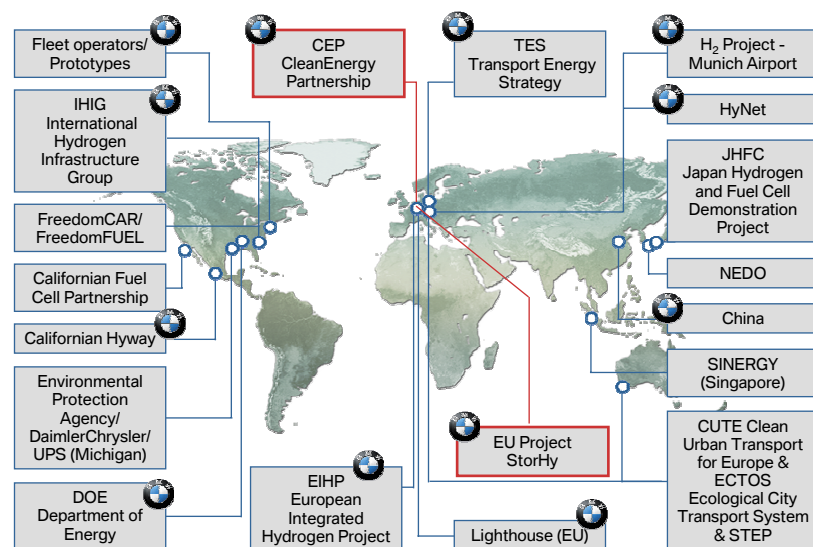 Fleet operators/
Prototypes
IHIG
International
Hydrogen
Infrastructure
Group
FreedomCAR/
FreedomFUEL
Californian Fuel
Cell Partnership
Californian Hyway
Environmental
Protection
Agency/
DaimlerChrysler/
UPS (Michigan)
DOE
Department of
Energy
CEP
CleanEnergy
Partnership
TES
Transport Energy
Strategy
EU Project
StorHy
EIHP
European
Integrated
Hydrogen Project
Lighthouse (EU)
H₂ Project -
Munich Airport
HyNet
JHFC
Japan Hydrogen
and Fuel Cell
Demonstration
Project
NEDO
China
SINERGY
(Singapore)
CUTE Clean
Urban Transport
for Europe &
ECTOS
Ecological City
Transport System
& STEP